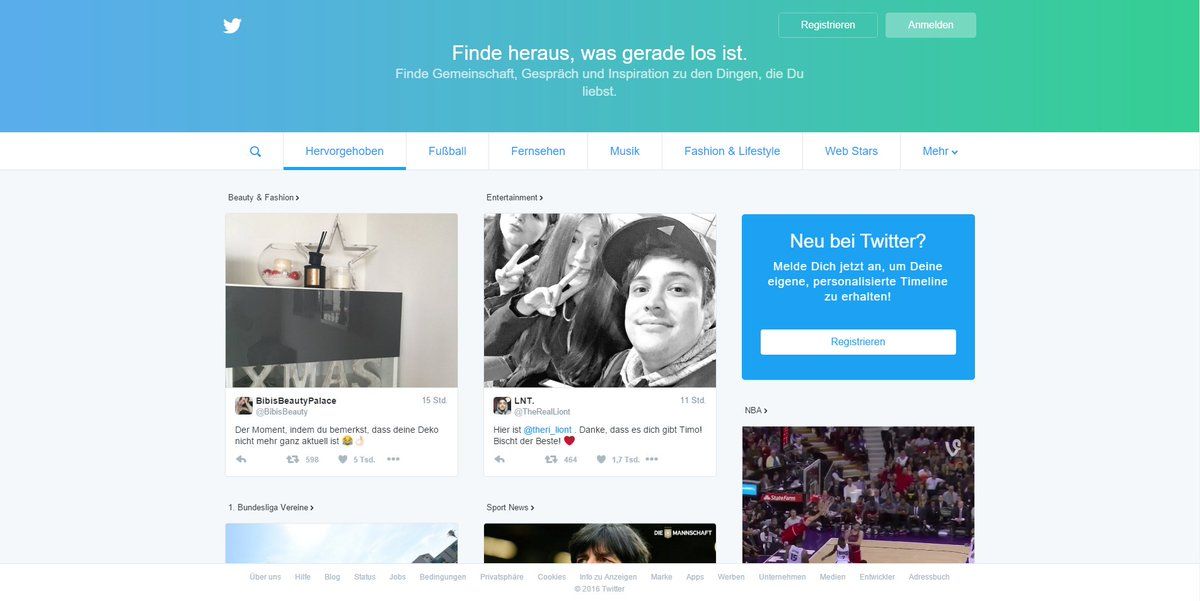 Registrieren
Anmelden
Finde heraus, was gerade los ist.
Finde Gemeinschaft, Gespräch und Inspiration zu den Dingen, die Du
liebst.
Hervorgehoben
Fußball
Fernsehen
Musik
Fashion & Lifestyle
Web Stars
Mehr
Beauty & Fashion
XMAS
BibisBeautyPalace
15 Std.
@BibisBeauty
Der Moment, indem du bemerkst, dass deine Deko
nicht mehr ganz aktuell ist 😂👌🏻
598
5 Tsd.
Entertainment
LNT.
11 Std.
@TheRealLiont
Hier ist @theri_liont . Danke, dass es dich gibt Timo!
Bischt der Beste! ❤
464
1,7 Tsd.
Neu bei Twitter?
Melde Dich jetzt an, um Deine
eigene, personalisierte Timeline
zu erhalten!
Registrieren
NBA
StateFarm
15
1. Bundesliga Vereine
Sport News
DIE MANNSCHAFT
Über uns Hilfe Blog Status Jobs Bedingungen Privatsphäre Cookies Info zu Anzeigen Marke Apps Werben Unternehmen Medien Entwickler Adressbuch
© 2016 Twitter